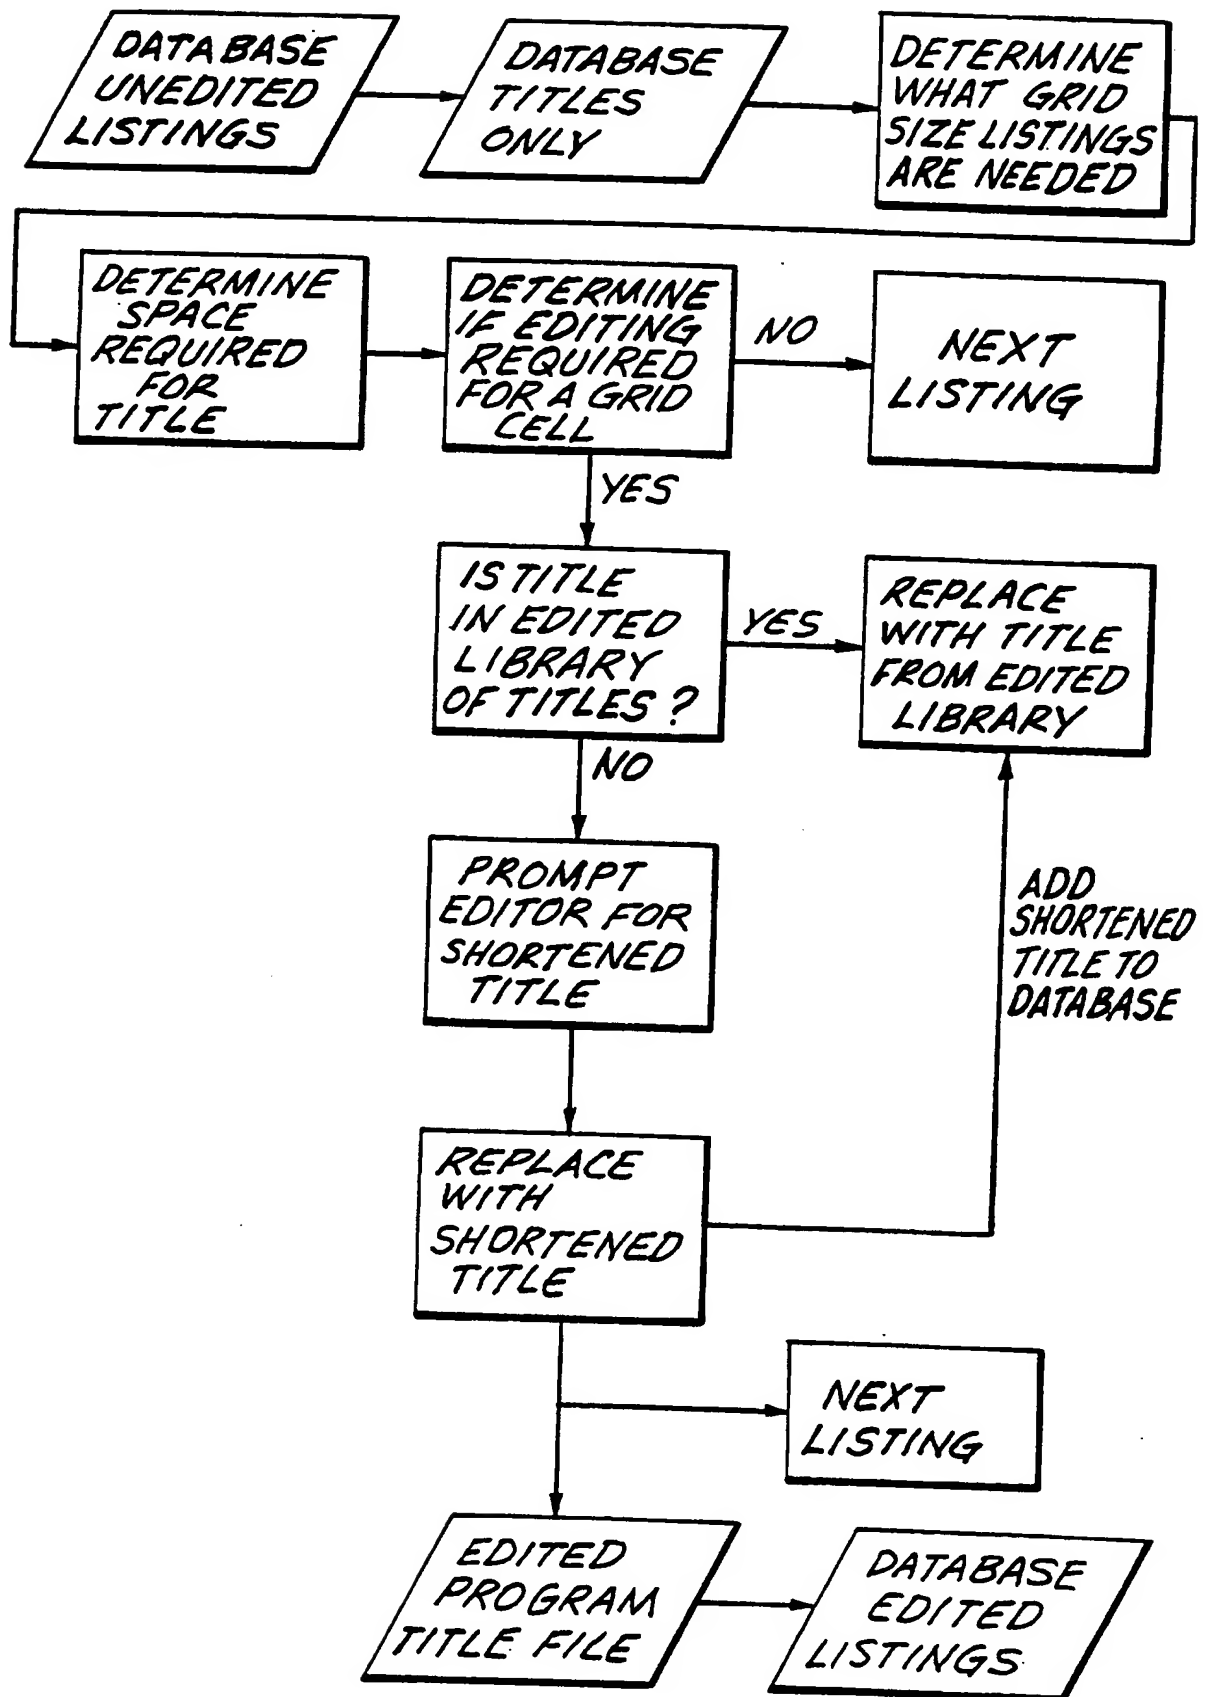 DATABASE
UNEDITED
LISTINGS
DATABASE
TITLES
ONLY
DETERMINE
WHAT GRID
SIZE LISTINGS
ARE NEEDED
DETERMINE
SPACE
REQUIRED
FOR
TITLE
DETERMINE
IF EDITING
REQUIRED
FOR A GRID
CELL
NO
NEXT
LISTING
YES
IS TITLE
IN EDITED
LIBRARY
OF TITLES?
YES
REPLACE
WITH TITLE
FROM EDITED
LIBRARY
NO
PROMPT
EDITOR FOR
SHORTENED
TITLE
ADD
SHORTENED
TITLE TO
DATABASE
REPLACE
WITH
SHORTENED
TITLE
NEXT
LISTING
EDITED
PROGRAM
TITLE FILE
DATABASE
EDITED
LISTINGS